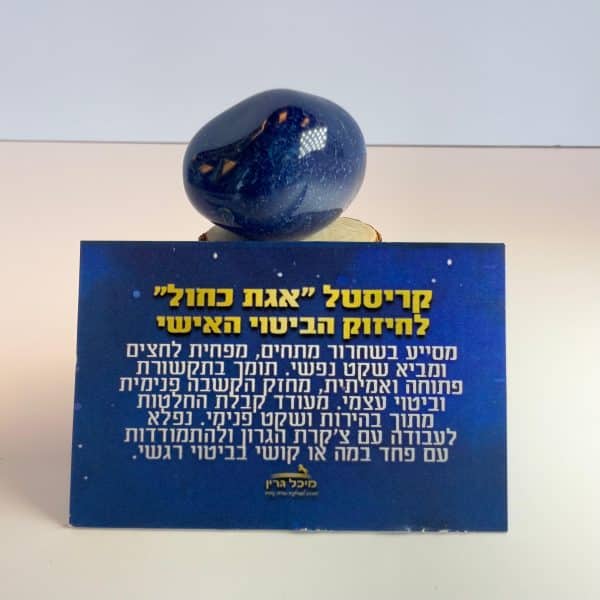 קריסטל "אגת כחול"
לחיזוק הביטוי האישי
מסייע בשחרור מתחים, מפחית לחצים
ומביא שקט נפשי. תומך בתקשורת
פתוחה ואמיתית, מחזק הקשבה פנימית
וביטוי עצמי. מעודד קבלת החלטות
מתוך בהירות ושקט פנימי. נפלא
לעבודה עם צ'קרת הגרון ולהתמודדות
עם פחד במה או קושי בביטוי רגשי.
מיכל גרין